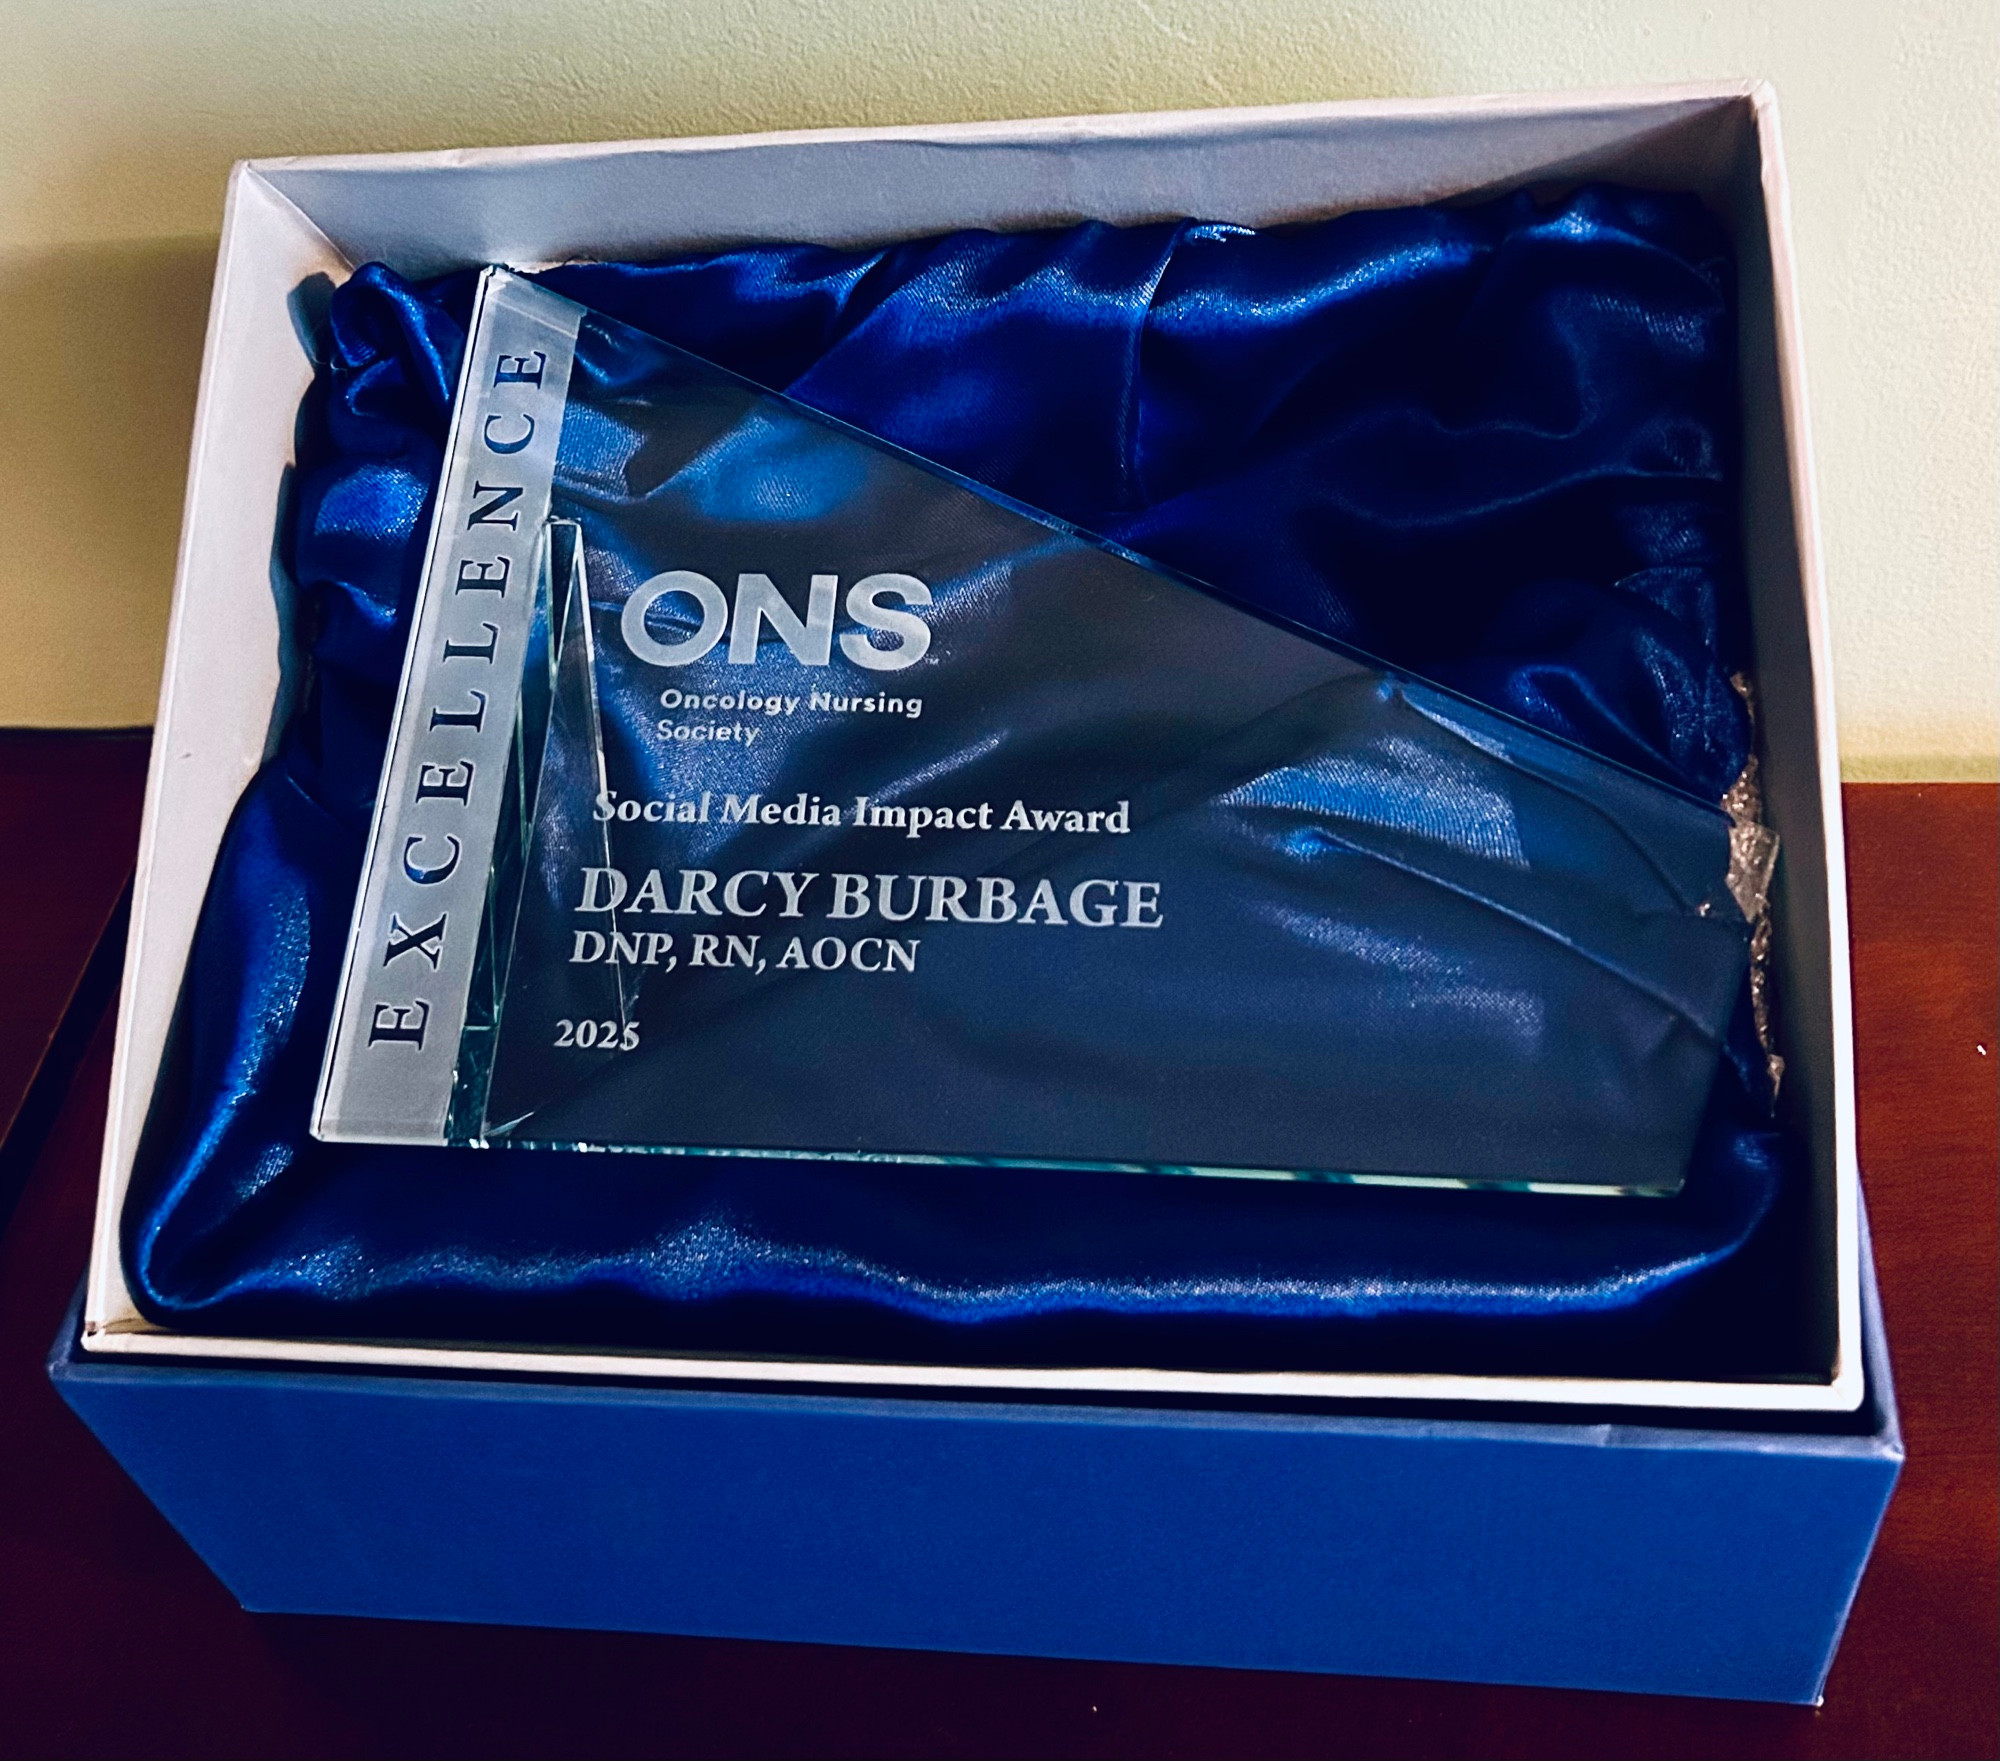 EXCELLENCE
ONS
Oncology Nursing
Society
Social Media Impact Award
DARCY BURBAGE
DNP, RN, AOCN
2025